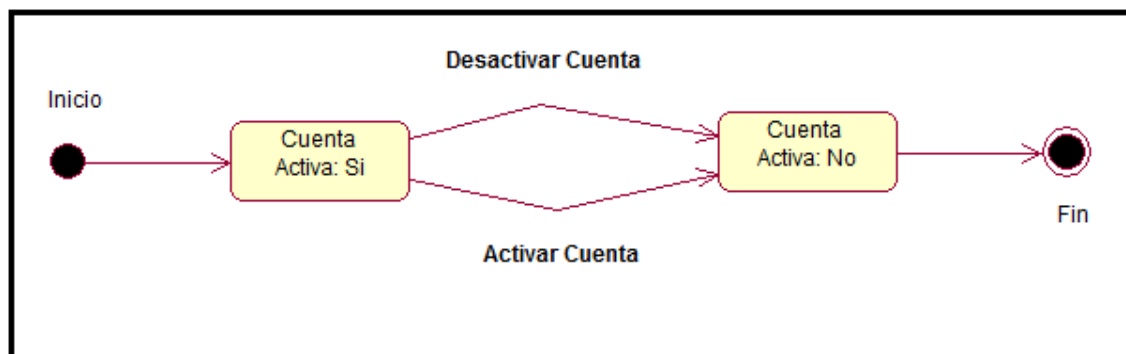 Desactivar Cuenta
Inicio
Cuenta
Activa: Si
Cuenta
Activa: No
Fin
Activar Cuenta